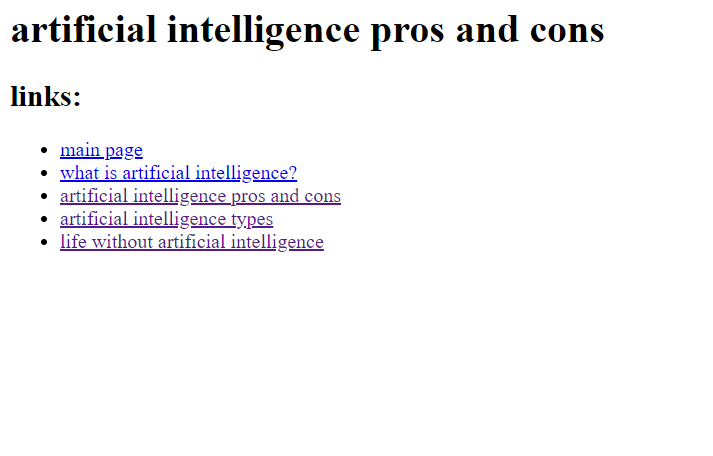 artificial intelligence pros and cons
links:
main page
what is artificial intelligence?
artificial intelligence pros and cons
artificial intelligence types
life without artificial intelligence